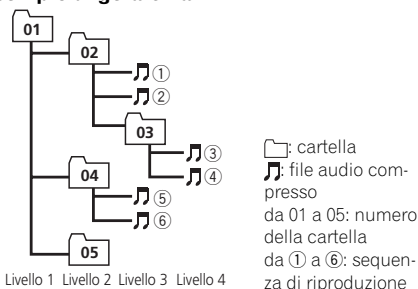 01
02
①
②
03
③
④
04
⑤
⑥
05
Livello 1 Livello 2 Livello 3 Livello 4
: cartella
: file audio com-
presso
da 01 a 05: numero
della cartella
da ① a ⑥: sequen-
za di riproduzione